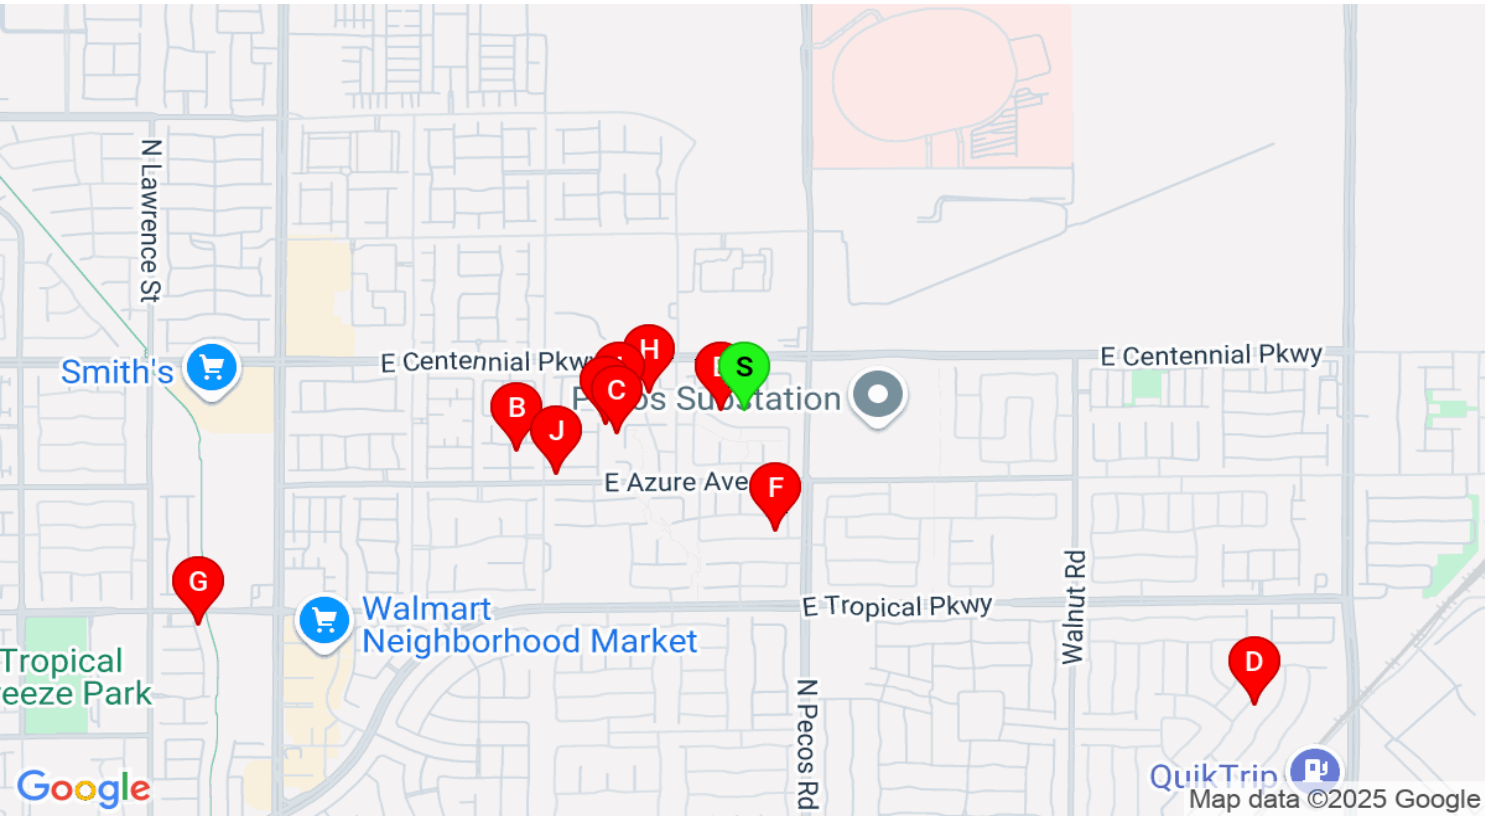 N Lawrence St
E Centennial Pkwy
E Centennial Pkwy
H
S
Smith's
C
B
Substation
J
E Azure Ave
F
G
Walmart
Neighborhood Market
E Tropical Pkwy
Walnut Rd
D
Tropical
eeze Park
N Pecos Rd
QuikTrip
Google
Map data ©2025 Google